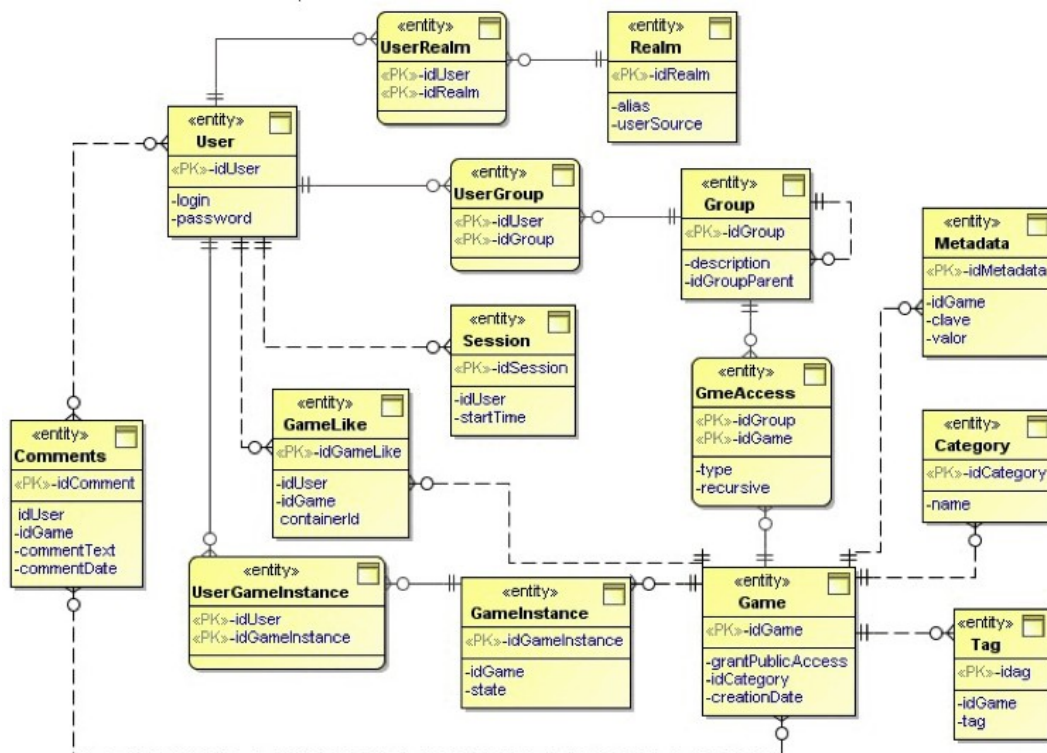 «entity»
UserRealm
«PK»-idUser
«PK»-idRealm
«entity»
Realm
«PK»-idRealm
-alias
-userSource
«entity»
User
«PK»-idUser
-login
-password
«entity»
UserGroup
«PK»-idUser
«PK»-idGroup
«entity»
Group
«PK»-idGroup
-description
-idGroupParent
«entity»
Metadata
«PK»-idMetadata
-idGame
-clave
-valor
«entity»
Session
«PK»-idSession
-idUser
-startTime
«entity»
GmeAccess
«PK»-idGroup
«PK»-idGame
-type
-recursive
«entity»
GameLike
«PK»-idGameLike
-idUser
-idGame
containerId
«entity»
Comments
«PK»-idComment
idUser
-idGame
-commentText
-commentDate
«entity»
Category
«PK»-idCategory
-name
«entity»
UserGameInstance
«PK»-idUser
«PK»-idGameInstance
«entity»
GameInstance
«PK»-idGameInstance
-idGame
-state
«entity»
Game
«PK»-idGame
-grantPublicAccess
-idCategory
-creationDate
«entity»
Tag
«PK»-idag
-idGame
-tag